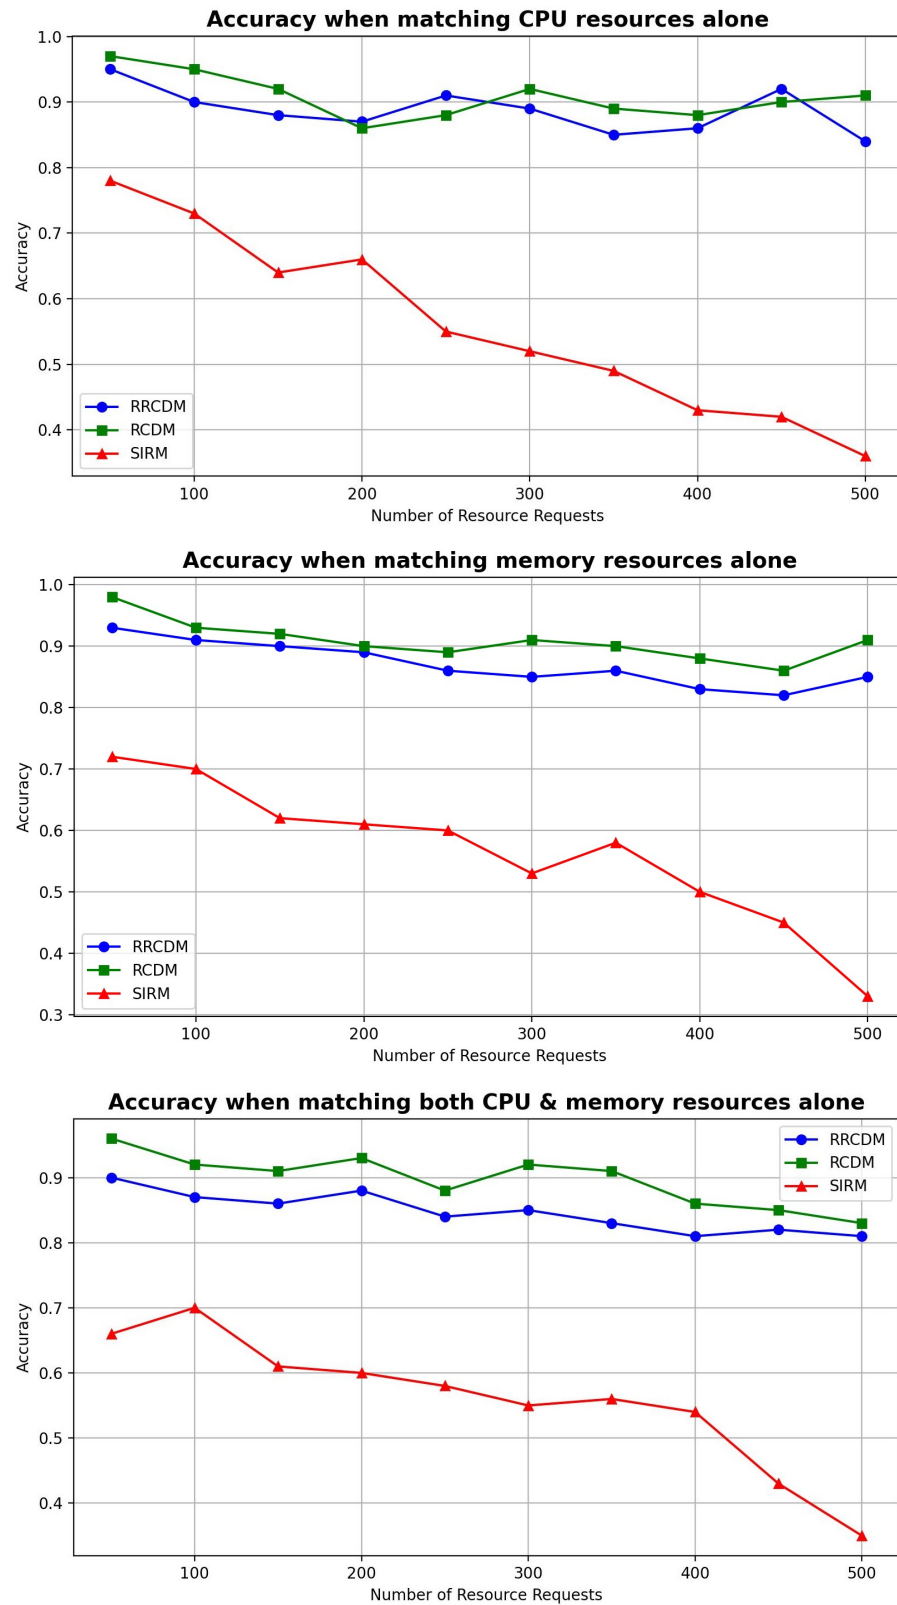 Accuracy when matching CPU resources alone
1.0
0.9
0.8
0.7
0.6
0.5
0.4
Accuracy
RRCDM
RCDM
SIRM
100 200 300 400 500
Number of Resource Requests
Accuracy when matching memory resources alone
1.0
0.9
0.8
0.7
0.6
0.5
0.4
0.3
Accuracy
RRCDM
RCDM
SIRM
100 200 300 400 500
Number of Resource Requests
Accuracy when matching both CPU & memory resources alone
0.9
0.8
0.7
0.6
0.5
0.4
Accuracy
RRCDM
RCDM
SIRM
100 200 300 400 500
Number of Resource Requests